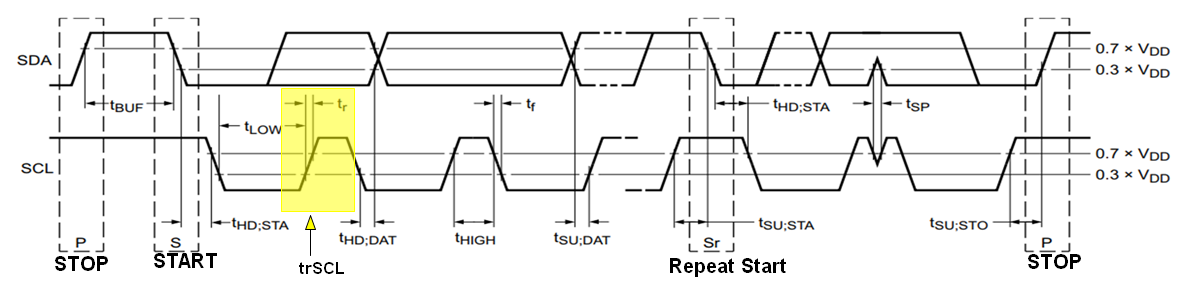 SDA
0.7 × VDD
0.3 × VDD
tBUF
tr
tf
tHD;STA
tSP
tLOW
SCL
0.7 × VDD
0.3 × VDD
tHD;STA
tHD;DAT
tHIGH
tSU;DAT
tSU;STA
tSU;STO
P
S
Sr
P
STOP
START
trSCL
Repeat Start
STOP